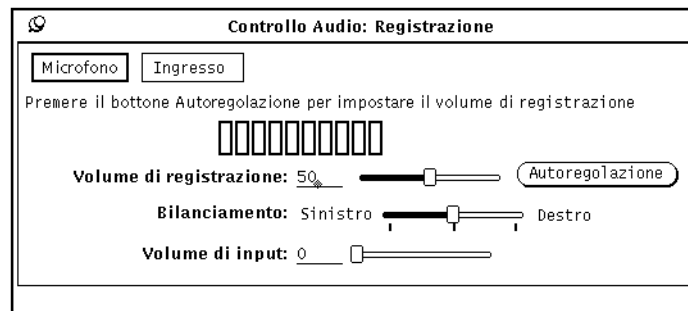 Controllo Audio: Registrazione
Microfono Ingresso
Premere il bottone Autoregolazione per impostare il volume di registrazione
Volume di registrazione: 50 Autoregolazione
Bilanciamento: Sinistro Destro
Volume di input: 0